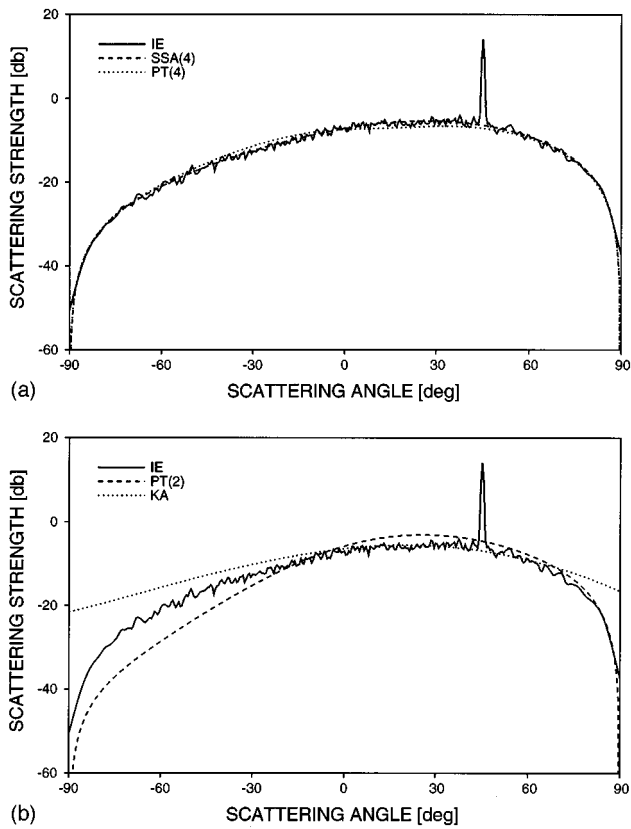 20
0
-20
-40
-60
IE
SSA(4)
PT(4)
SCATTERING STRENGTH [db]
-90
-60
-30
0
30
60
90
(a)
SCATTERING ANGLE [deg]
20
0
-20
-40
-60
IE
PT(2)
KA
SCATTERING STRENGTH [db]
-90
-60
-30
0
30
60
90
(b)
SCATTERING ANGLE [deg]